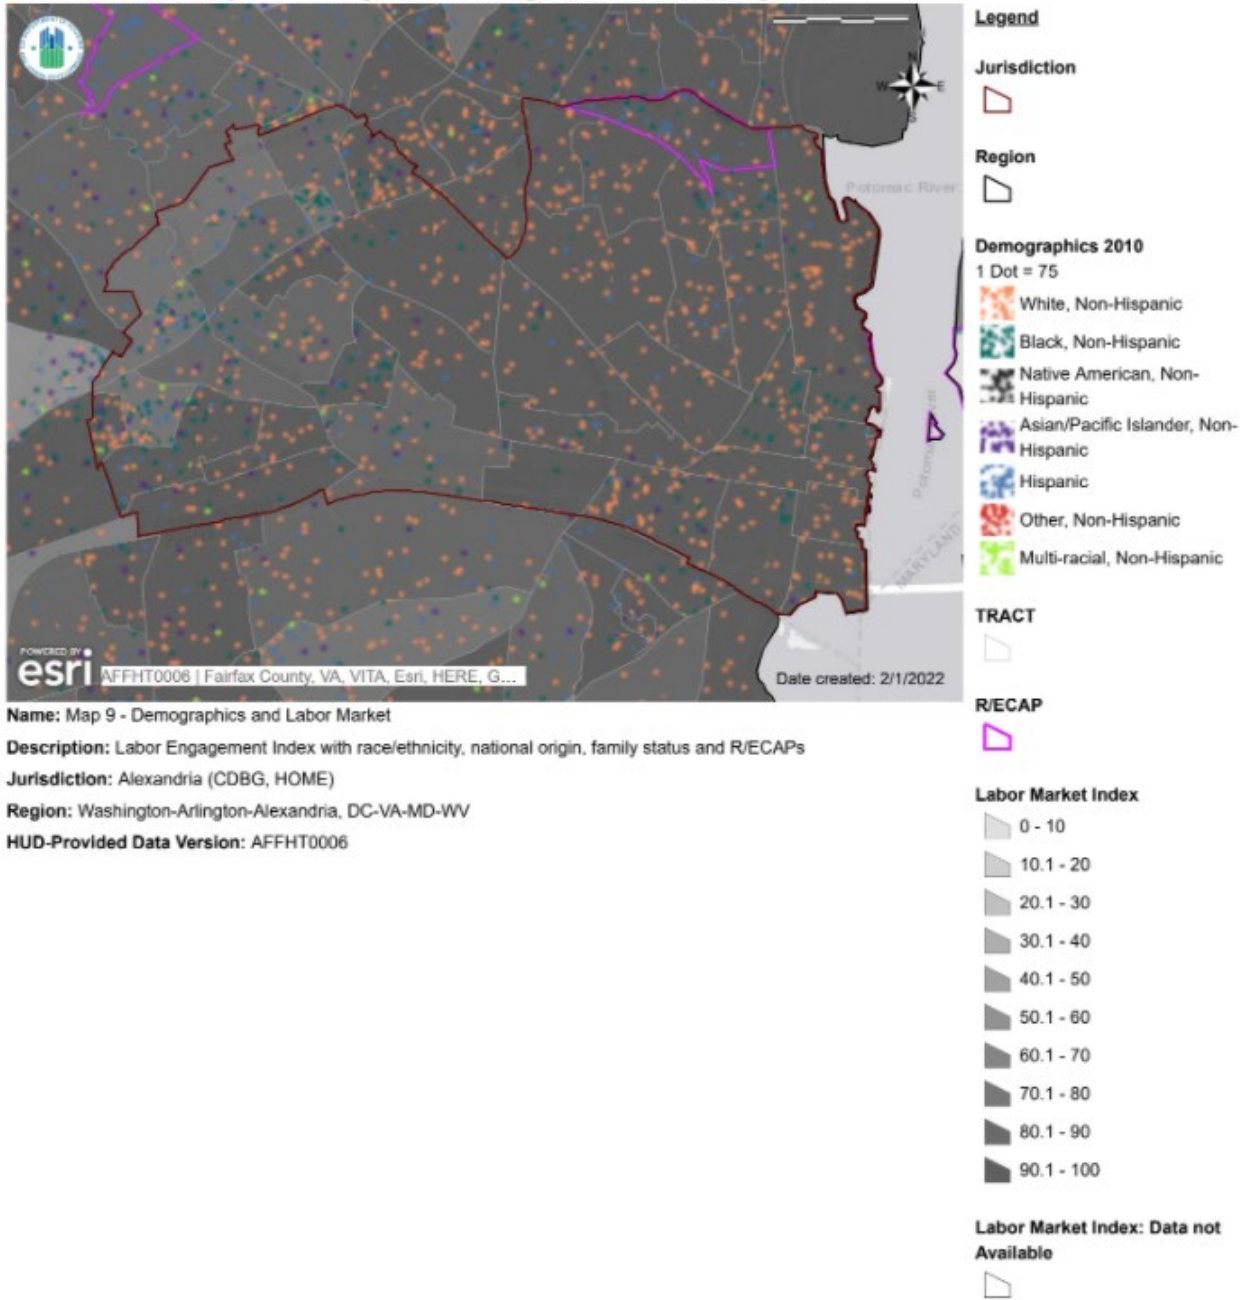 N
W
E
S
Potomac River
MARYLAND
POWERED BY
esri
AFFHT0006 | Fairfax County, VA, VITA, Esri, HERE, G...
Date created: 2/1/2022
Name: Map 9 - Demographics and Labor Market
Description: Labor Engagement Index with race/ethnicity, national origin, family status and R/ECAPs
Jurisdiction: Alexandria (CDBG, HOME)
Region: Washington-Arlington-Alexandria, DC-VA-MD-WV
HUD-Provided Data Version: AFFHT0006
Legend
Jurisdiction
Region
Demographics 2010
1 Dot = 75
White, Non-Hispanic
Black, Non-Hispanic
Native American, Non-
Hispanic
Asian/Pacific Islander, Non-
Hispanic
Hispanic
Other, Non-Hispanic
Multi-racial, Non-Hispanic
TRACT
R/ECAP
Labor Market Index
0 - 10
10.1 - 20
20.1 - 30
30.1 - 40
40.1 - 50
50.1 - 60
60.1 - 70
70.1 - 80
80.1 - 90
90.1 - 100
Labor Market Index: Data not
Available